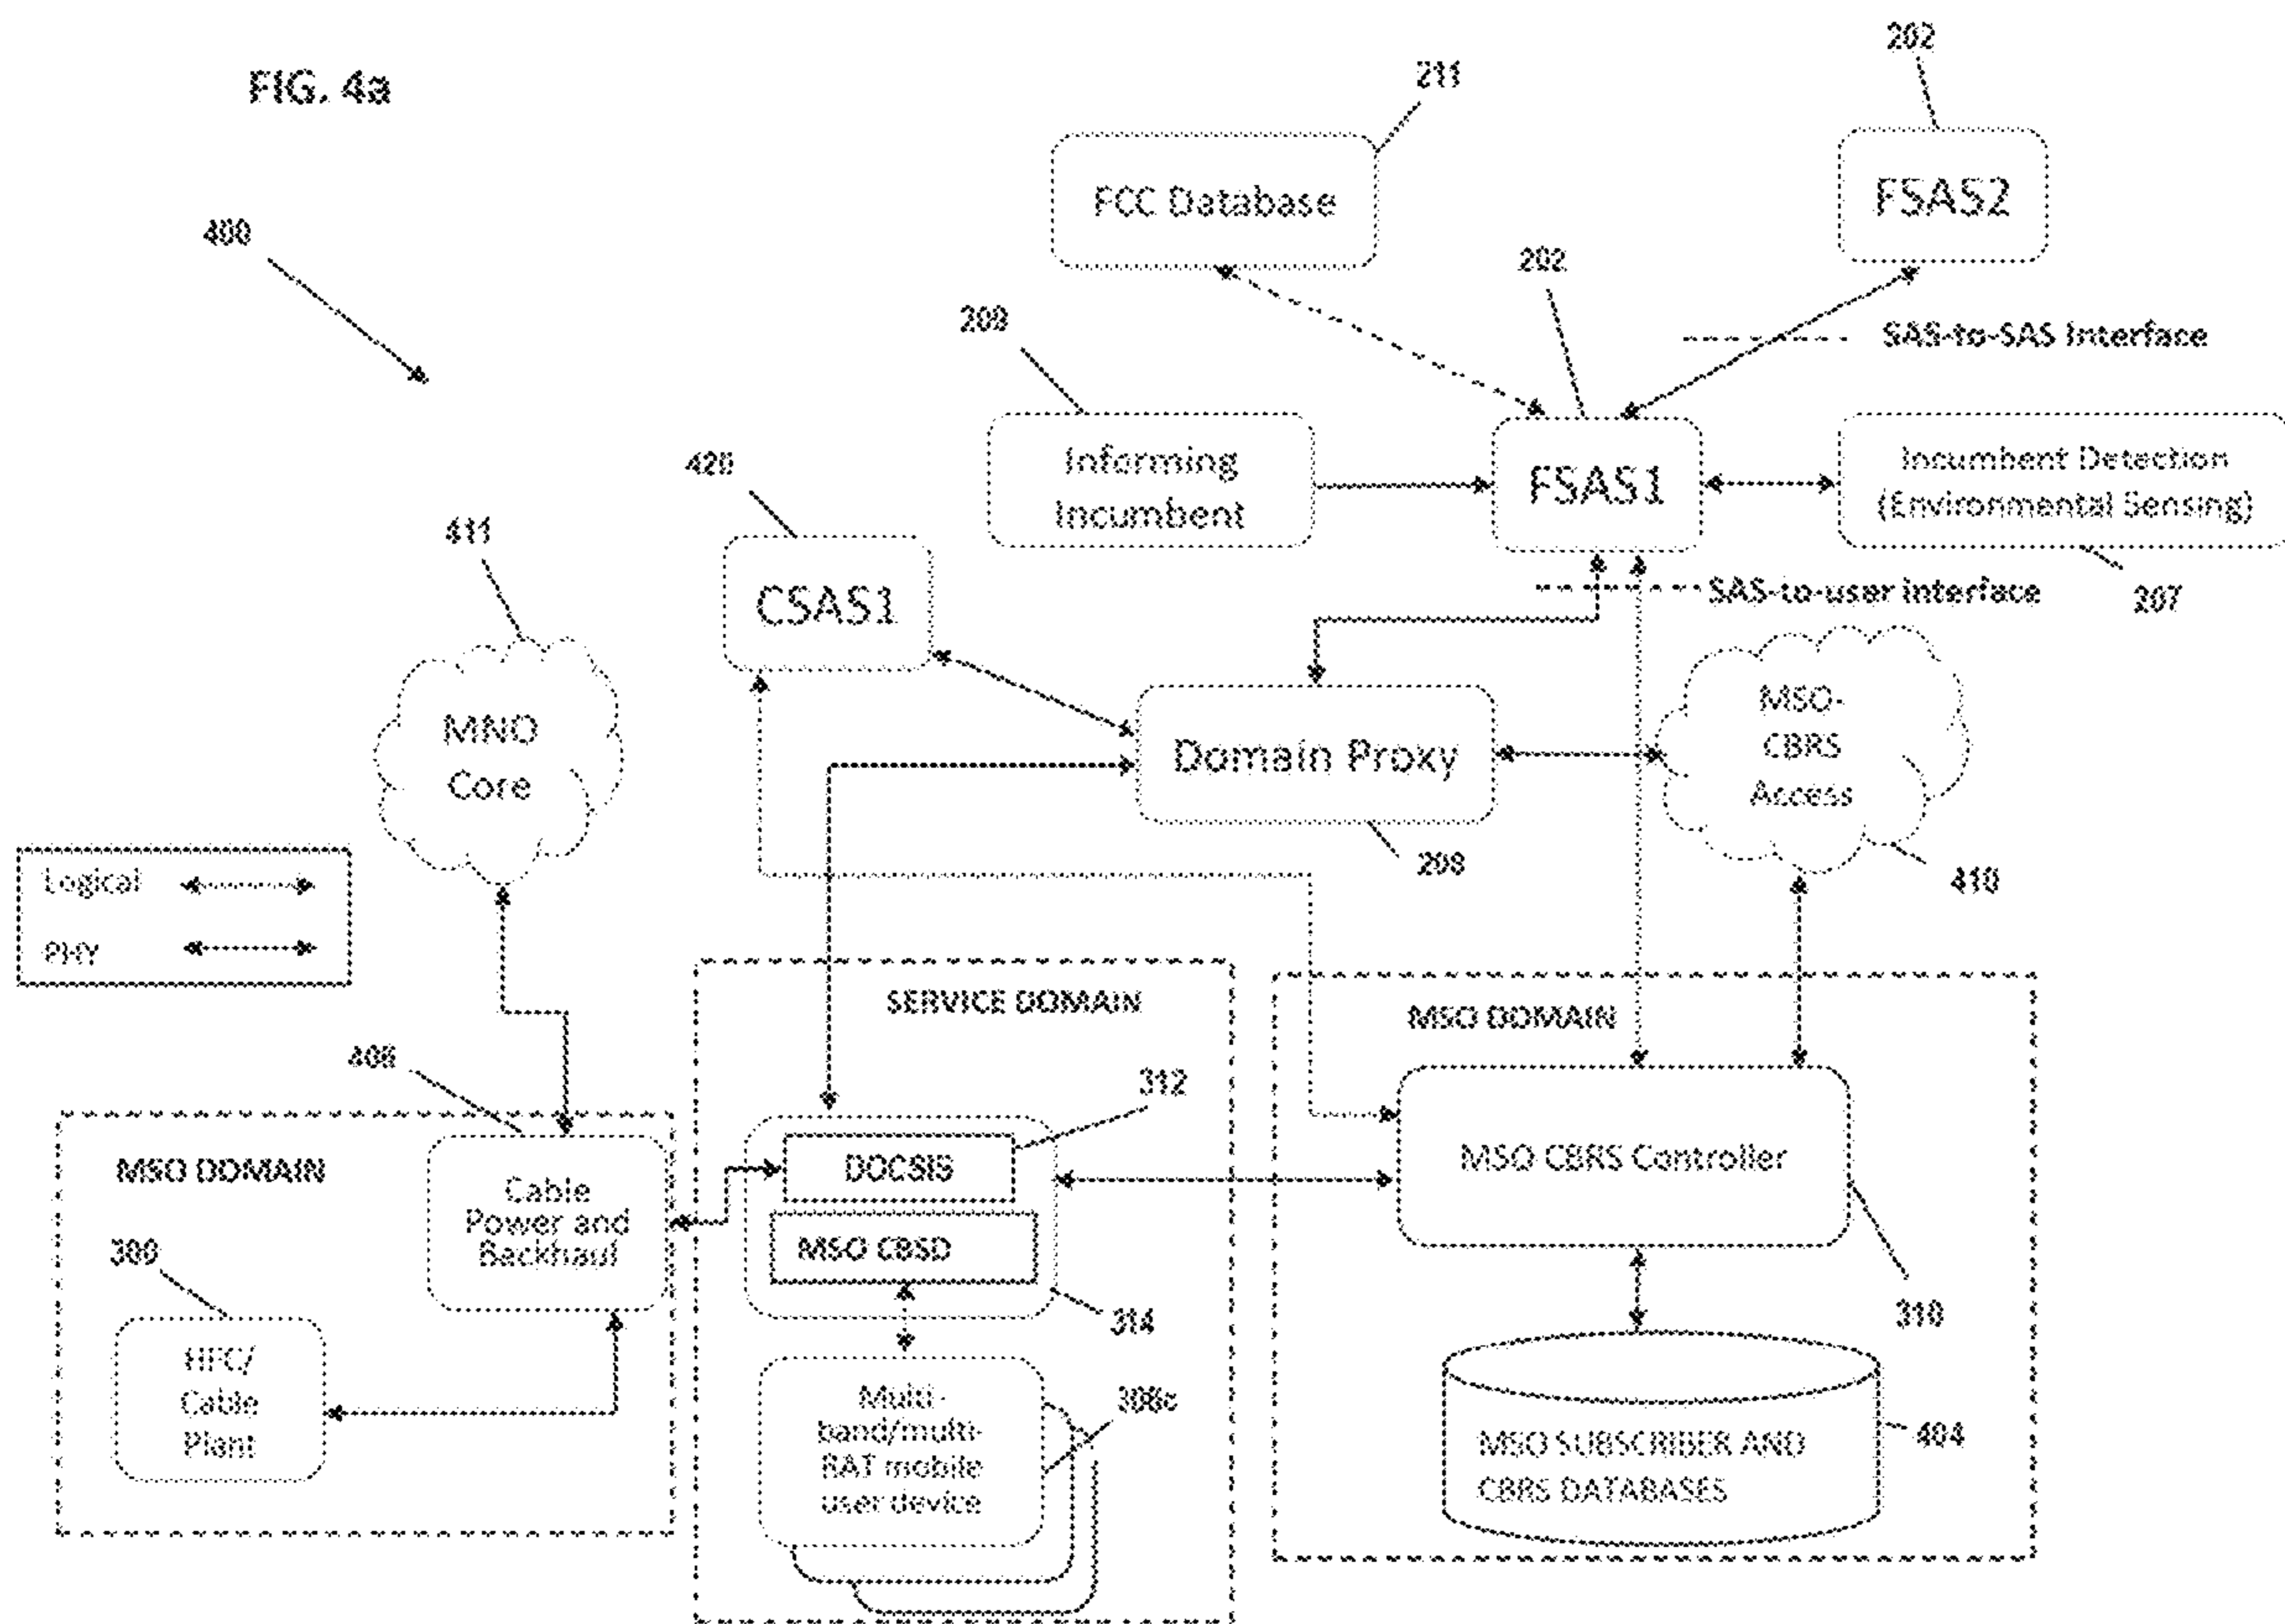 FIG. 4a
400
211
202
FCC Database
FSAS2
202
209
SAS-to-SAS Interface
Informing
Incumbent
FSAS1
Incumbent Detection
(Environmental Sensing)
207
420
CSAS1
SAS-to-user interface
411
MNO
Core
Domain Proxy
208
MSO-
CBRS
Access
410
Logical
PHY
SERVICE DOMAIN
MSO DOMAIN
406
312
MSO DOMAIN
Cable
Power and
Backhaul
DOCSIS
MSO CBSD
314
MSO CBRS Controller
310
300
HFC/
Cable
Plant
Multi-
band/multi-
RAT mobile
user device
306c
MSO SUBSCRIBER AND
CBRS DATABASES
404